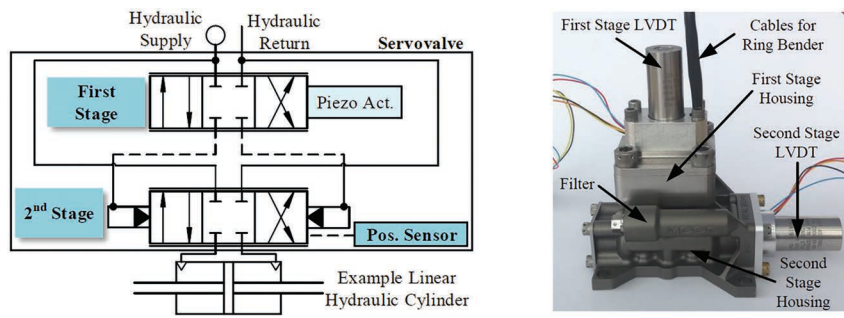 Hydraulic
Supply
Hydraulic
Return
Servovalve
First
Stage
Piezo Act.
2nd Stage
Pos. Sensor
Example Linear
Hydraulic Cylinder
First Stage LVDT
Cables for
Ring Bender
First Stage
Housing
Second Stage
LVDT
Filter
Second
Stage
Housing